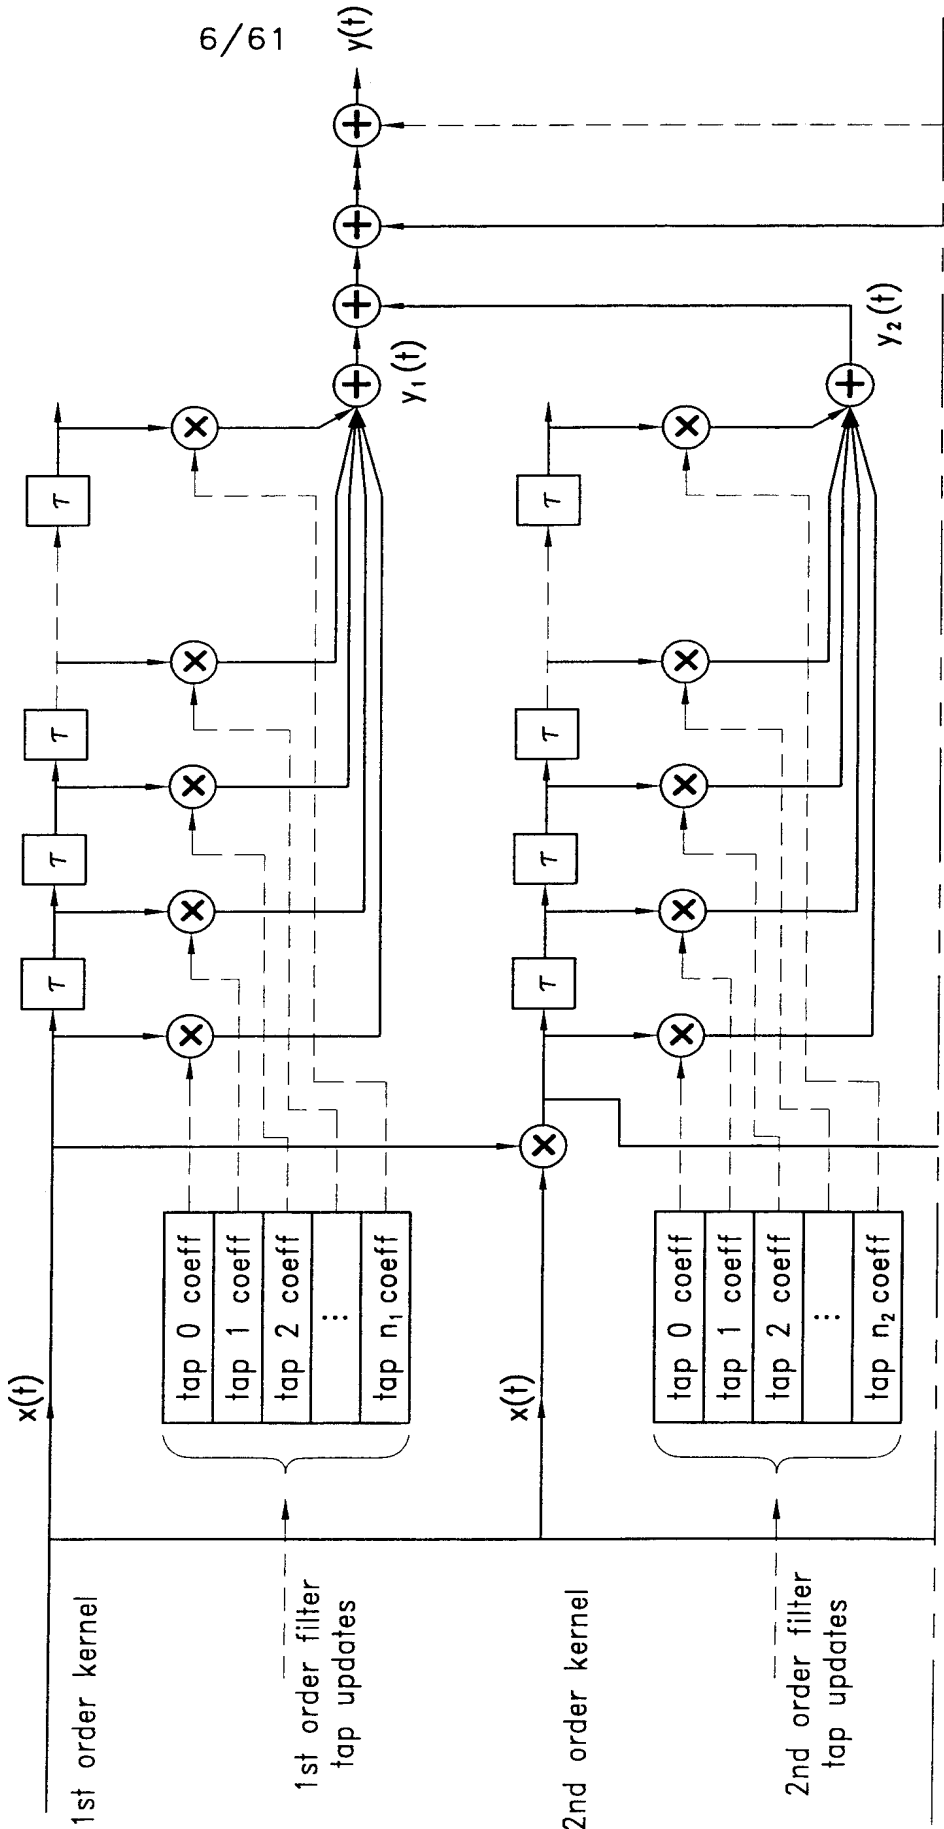 6/61
1st order kernel
x(t)
τ
τ
τ
τ
1st order filter
tap updates
tap 0 coeff
tap 1 coeff
tap 2 coeff
⋮
tap n₁ coeff
y₁(t)
y(t)
2nd order kernel
x(t)
τ
τ
τ
τ
2nd order filter
tap updates
tap 0 coeff
tap 1 coeff
tap 2 coeff
⋮
tap n₂ coeff
y₂(t)